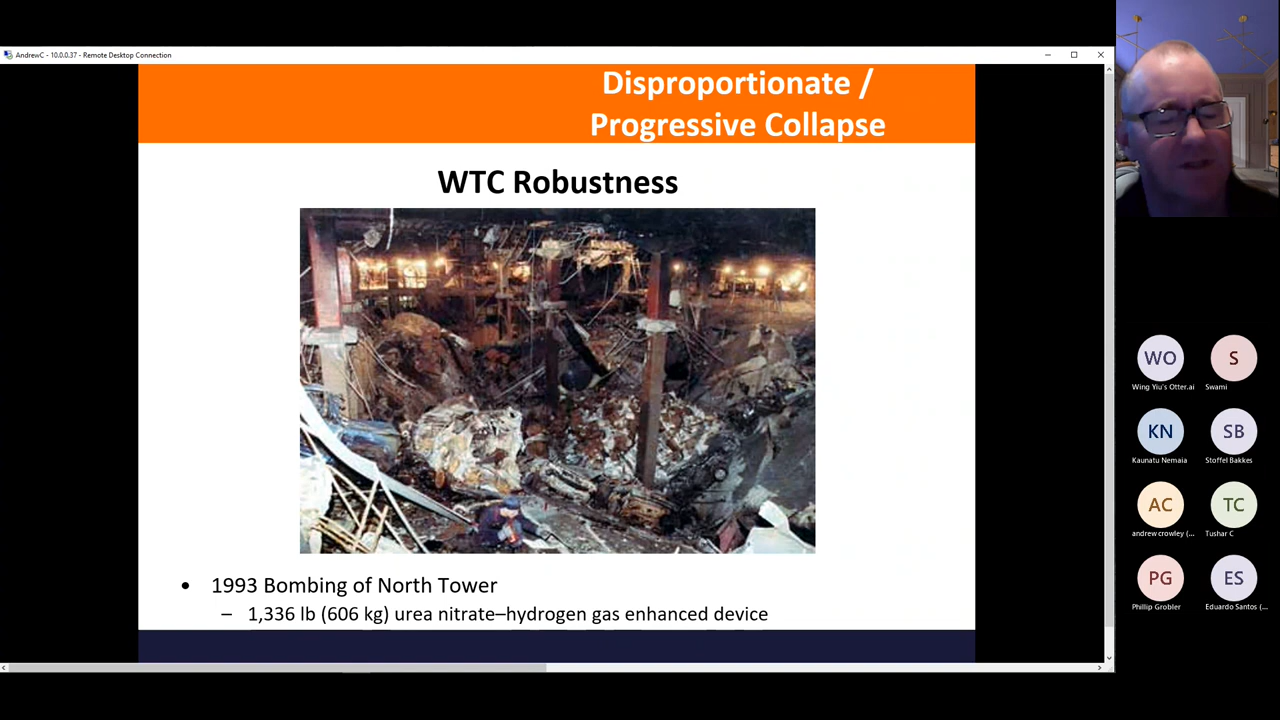 AndrewC - 10.0.0.37 - Remote Desktop Connection
Disproportionate /
Progressive Collapse
WTC Robustness
• 1993 Bombing of North Tower
– 1,336 lb (606 kg) urea nitrate–hydrogen gas enhanced device
WO
S
Wing Yiu's Otter.ai
Swami
KN
SB
Kaunatu Nemaia
Stoffel Bakkes
AC
TC
andrew crowley (...
Tushar C
PG
ES
Phillip Grobler
Eduardo Santos (...